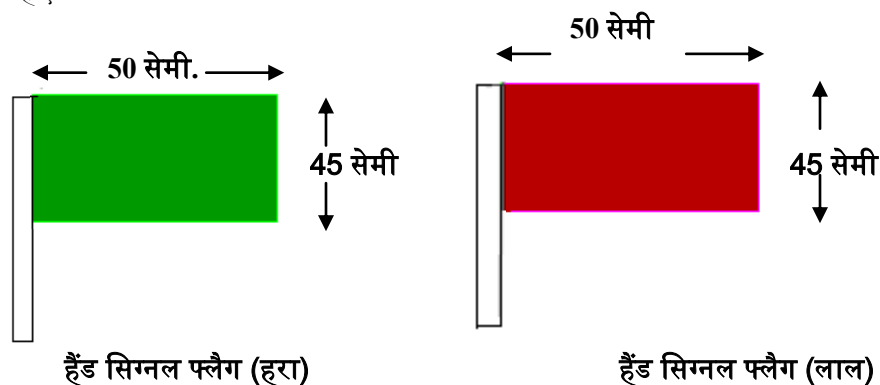 50 सेमी
50 सेमी.
45 सेमी
45 सेमी
हैंड सिग्नल फ्लैग (हरा)
हैंड सिग्नल फ्लैग (लाल)